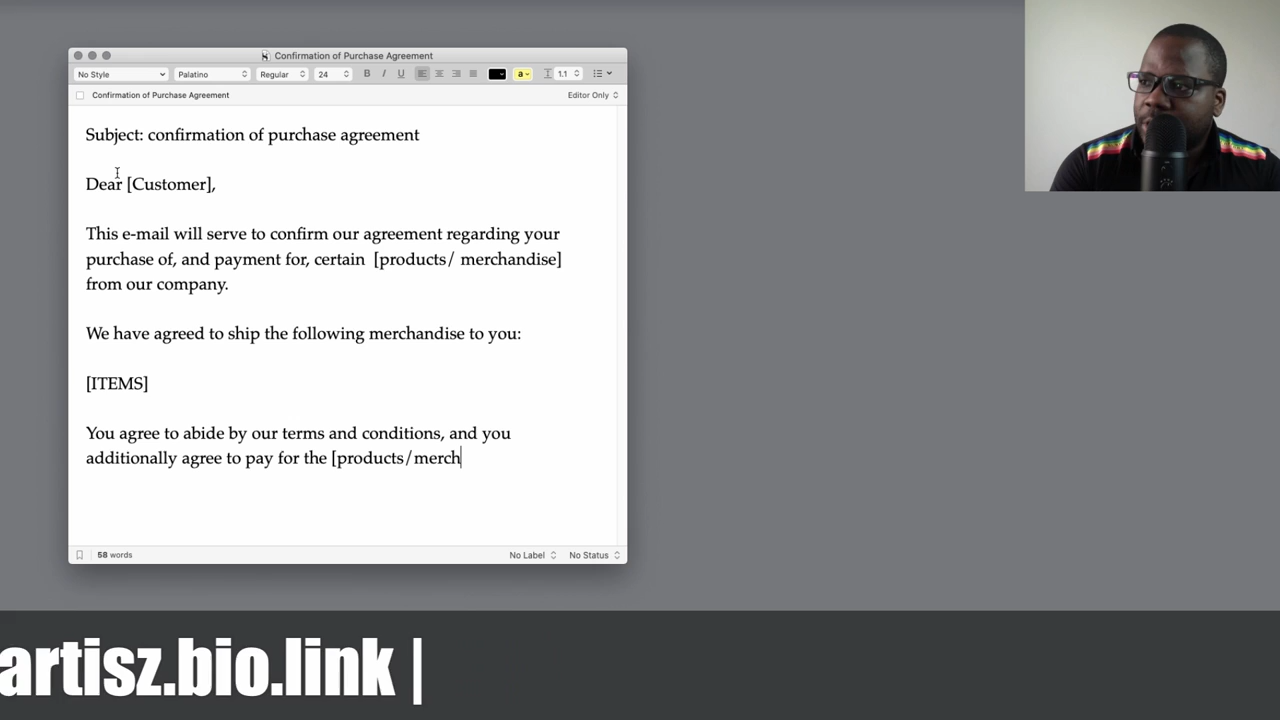 Confirmation of Purchase Agreement
No Style Palatino Regular 24 B I U a 1.1
Confirmation of Purchase Agreement Editor Only
Subject: confirmation of purchase agreement
Dear [Customer],
This e-mail will serve to confirm our agreement regarding your
purchase of, and payment for, certain  [products/ merchandise]
from our company.
We have agreed to ship the following merchandise to you:
[ITEMS]
You agree to abide by our terms and conditions, and you
additionally agree to pay for the [products/merch
58 words No Label No Status
artisz.bio.link |